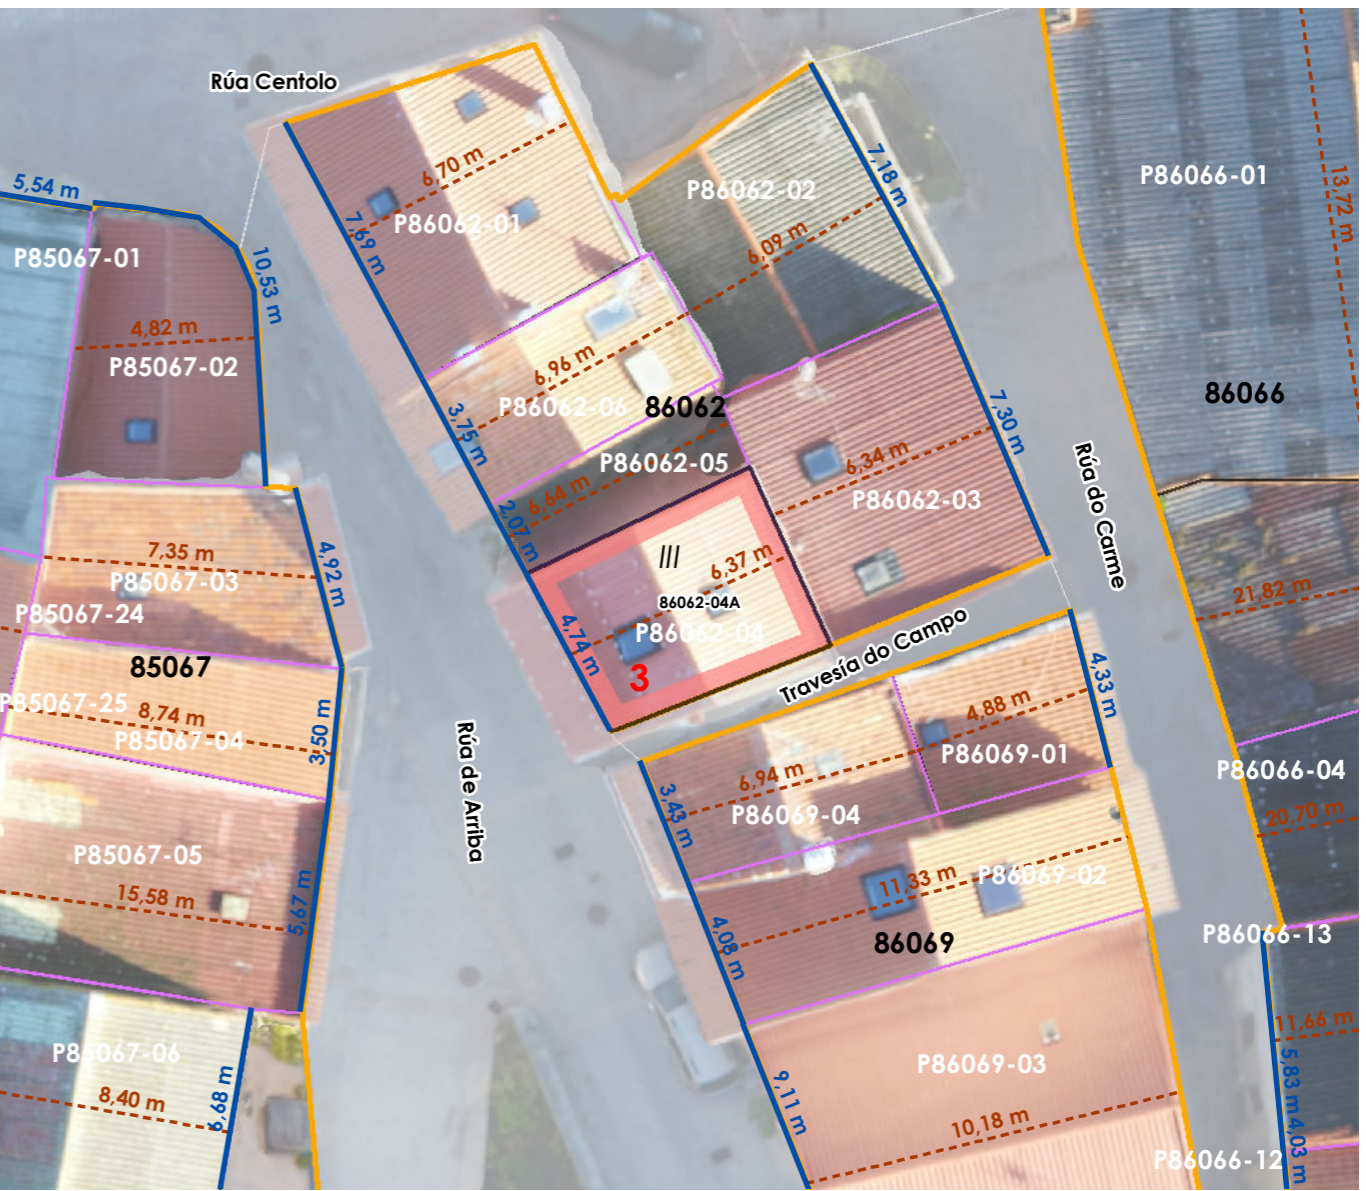 Rúa Centolo
5,54 m
P85067-01
10,53 m
4,82 m
P85067-02
6,70 m
P86062-01
7,69 m
P86062-02
7,18 m
6,09 m
P86066-01
13,72 m
6,96 m
P86062-06
86062
3,75 m
P86062-05
6,64 m
2,07 m
7,30 m
6,34 m
P86062-03
86066
Rúa do Carme
III
6,37 m
86062-04A
P86062-04
4,74 m
3
7,35 m
P85067-03
4,92 m
P85067-24
85067
P85067-25
8,74 m
P85067-04
3,50 m
Rúa de Arriba
Travesía do Campo
21,82 m
4,33 m
4,88 m
P86069-01
6,94 m
P86069-04
3,43 m
P86066-04
20,70 m
P85067-05
15,58 m
5,67 m
11,33 m
P86069-02
4,08 m
86069
P86066-13
11,66 m
5,83 m
4,03 m
P86069-03
9,11 m
10,18 m
P86066-12
P85067-06
8,40 m
6,68 m